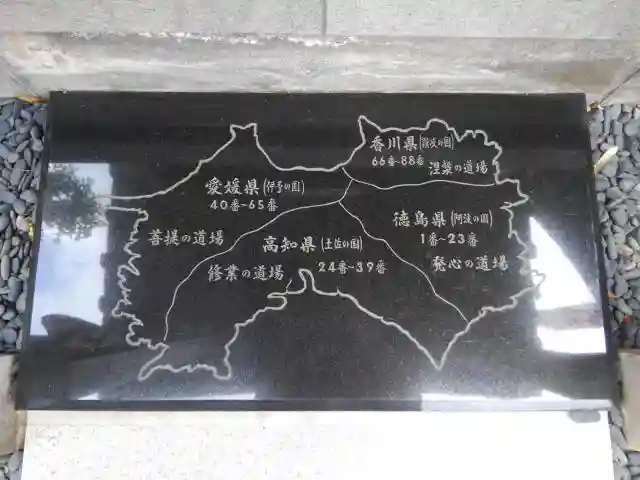 香川県(讃岐の国)
66番~88番
涅槃の道場
愛媛県(伊予の国)
40番~65番
菩提の道場
徳島県(阿波の国)
1番~23番
発心の道場
高知県(土佐の国)
24番~39番
修業の道場